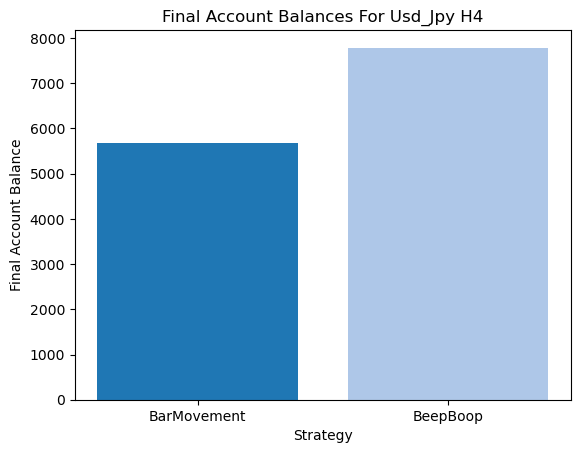 Final Account Balances For Usd_Jpy H4
8000
7000
6000
5000
4000
3000
2000
1000
0
Final Account Balance
BarMovement
BeepBoop
Strategy